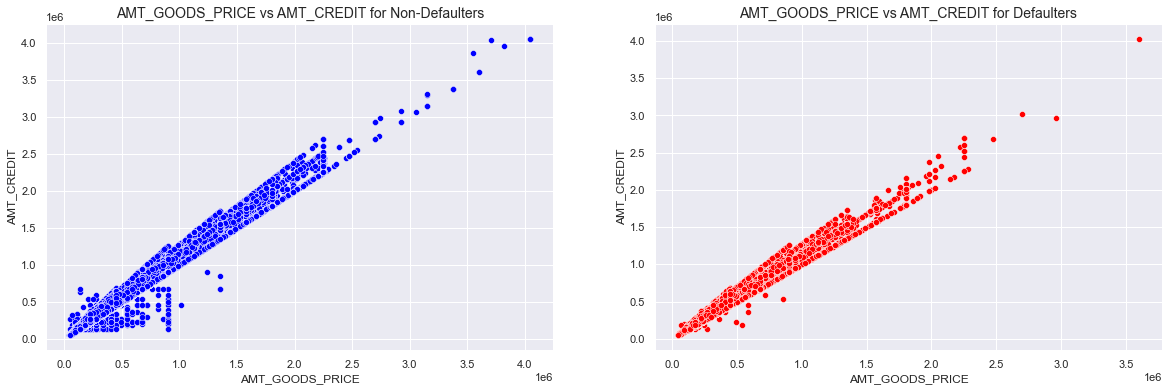 AMT_GOODS_PRICE vs AMT_CREDIT for Non-Defaulters
1e6
4.0
3.5
3.0
2.5
2.0
1.5
1.0
0.5
0.0
AMT_CREDIT
0.0 0.5 1.0 1.5 2.0 2.5 3.0 3.5 4.0
AMT_GOODS_PRICE
1e6
AMT_GOODS_PRICE vs AMT_CREDIT for Defaulters
1e6
4.0
3.5
3.0
2.5
2.0
1.5
1.0
0.5
0.0
AMT_CREDIT
0.0 0.5 1.0 1.5 2.0 2.5 3.0 3.5
AMT_GOODS_PRICE
1e6